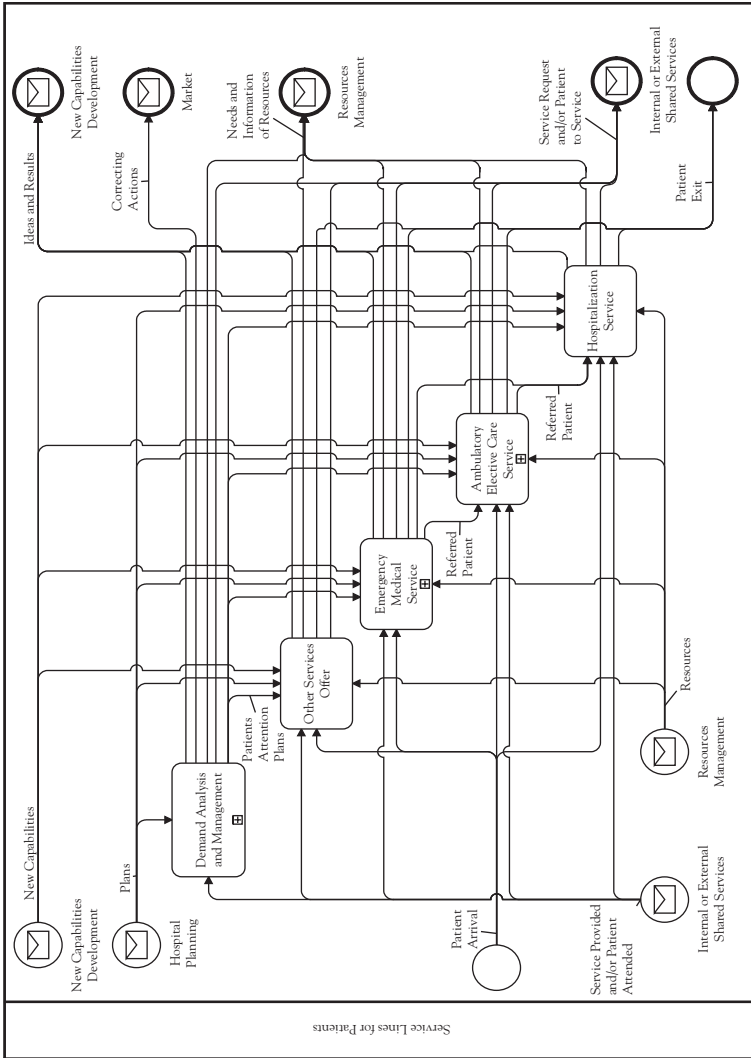 Service Lines for Patients
New Capabilities
Development
New Capabilities
Hospital
Planning
Plans
Patient
Arrival
Service Provided
and/or Patient
Attended
Internal or External
Shared Services
Resources
Management
Resources
Demand Analysis
and Management
Patients
Attention
Plans
Other Services
Offer
Emergency
Medical
Service
Referred
Patient
Ambulatory
Elective Care
Service
Referred
Patient
Hospitalization
Service
Ideas and Results
New Capabilities
Development
Correcting
Actions
Market
Needs and
Information
of Resources
Resources
Management
Service Request
and/or Patient
to Service
Internal or External
Shared Services
Patient
Exit